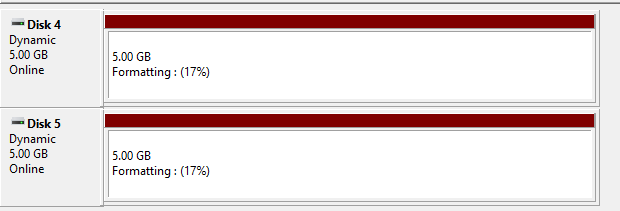 Disk 4
Dynamic
5.00 GB
Online
5.00 GB
Formatting : (17%)
Disk 5
Dynamic
5.00 GB
Online
5.00 GB
Formatting : (17%)